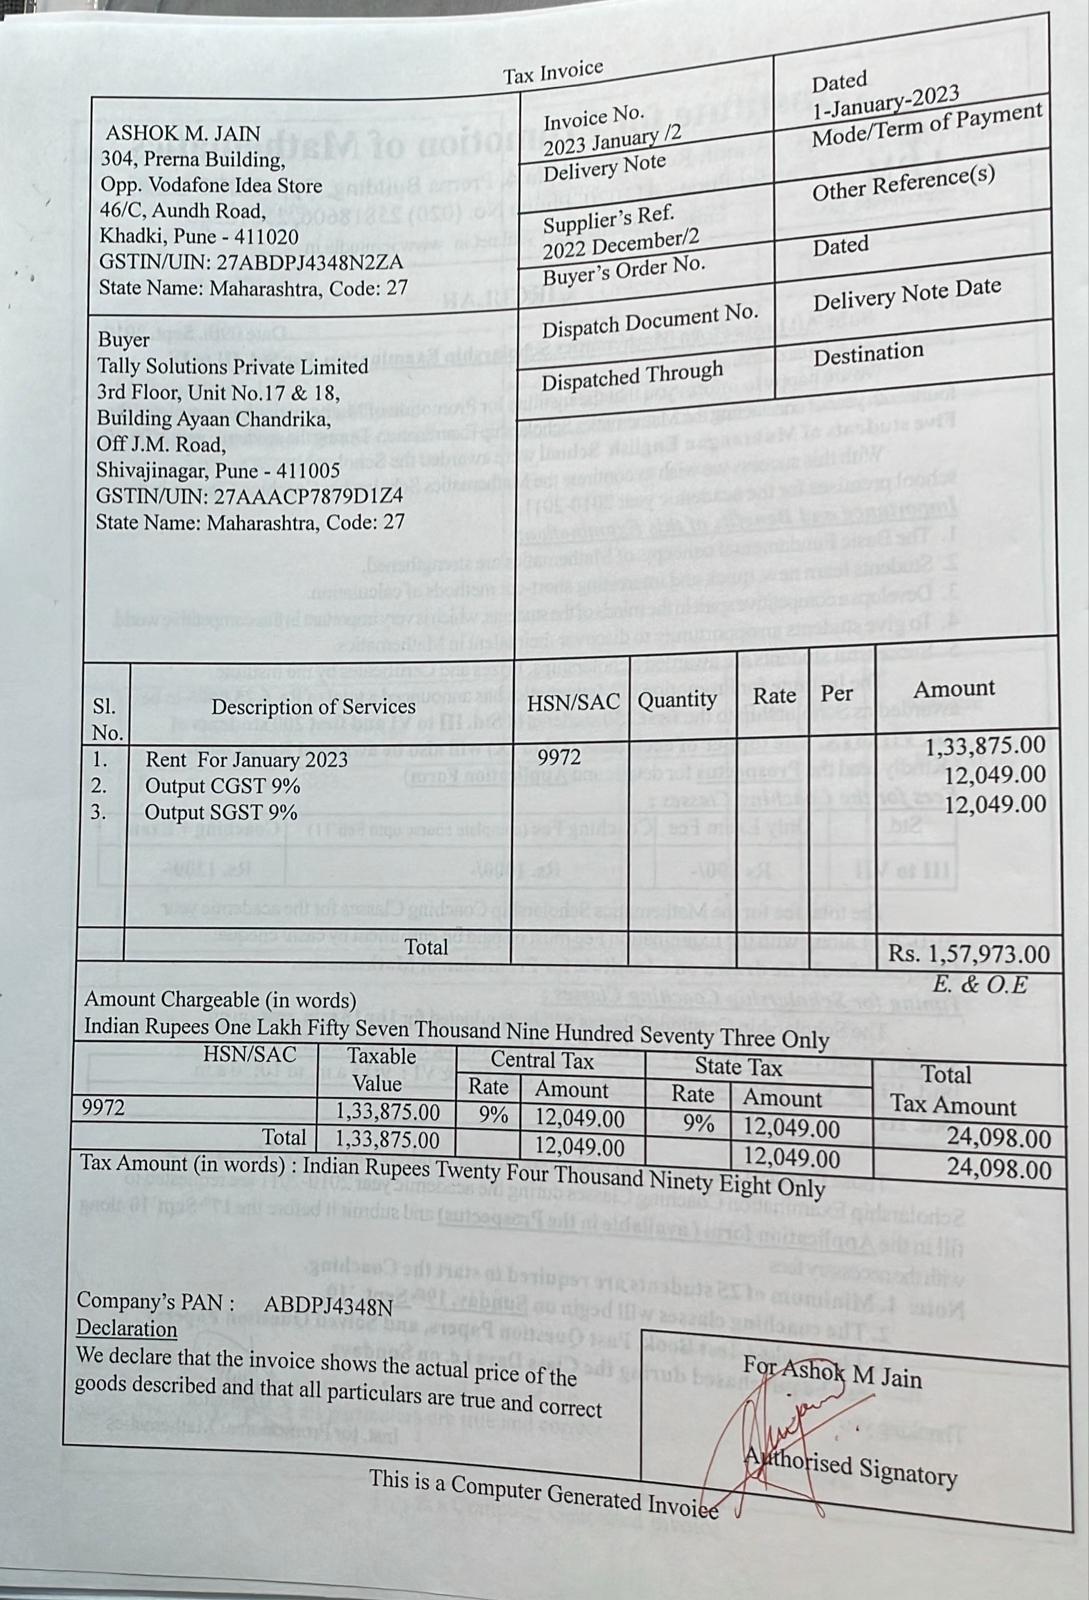 Tax Invoice
ASHOK M. JAIN
304, Prerna Building,
Opp. Vodafone Idea Store
46/C, Aundh Road,
Khadki, Pune - 411020
GSTIN/UIN: 27ABDPJ4348N2ZA
State Name: Maharashtra, Code: 27
Invoice No.
2023 January /2
Dated
1-January-2023
Delivery Note
Mode/Term of Payment
Supplier's Ref.
2022 December/2
Other Reference(s)
Buyer's Order No.
Dated
Dispatch Document No.
Delivery Note Date
Dispatched Through
Destination
Buyer
Tally Solutions Private Limited
3rd Floor, Unit No.17 & 18,
Building Ayaan Chandrika,
Off J.M. Road,
Shivajinagar, Pune - 411005
GSTIN/UIN: 27AAACP7879D1Z4
State Name: Maharashtra, Code: 27
Sl. No. Description of Services HSN/SAC Quantity Rate Per Amount
1. Rent For January 2023 9972 1,33,875.00
2. Output CGST 9% 12,049.00
3. Output SGST 9% 12,049.00
Total Rs. 1,57,973.00
E. & O.E
Amount Chargeable (in words)
Indian Rupees One Lakh Fifty Seven Thousand Nine Hundred Seventy Three Only
HSN/SAC Taxable Value Central Tax State Tax Total Tax Amount
Rate Amount Rate Amount
9972 1,33,875.00 9% 12,049.00 9% 12,049.00 24,098.00
Total 1,33,875.00 12,049.00 12,049.00 24,098.00
Tax Amount (in words) : Indian Rupees Twenty Four Thousand Ninety Eight Only
Company's PAN : ABDPJ4348N
Declaration
We declare that the invoice shows the actual price of the
goods described and that all particulars are true and correct
For Ashok M Jain
Authorised Signatory
This is a Computer Generated Invoice